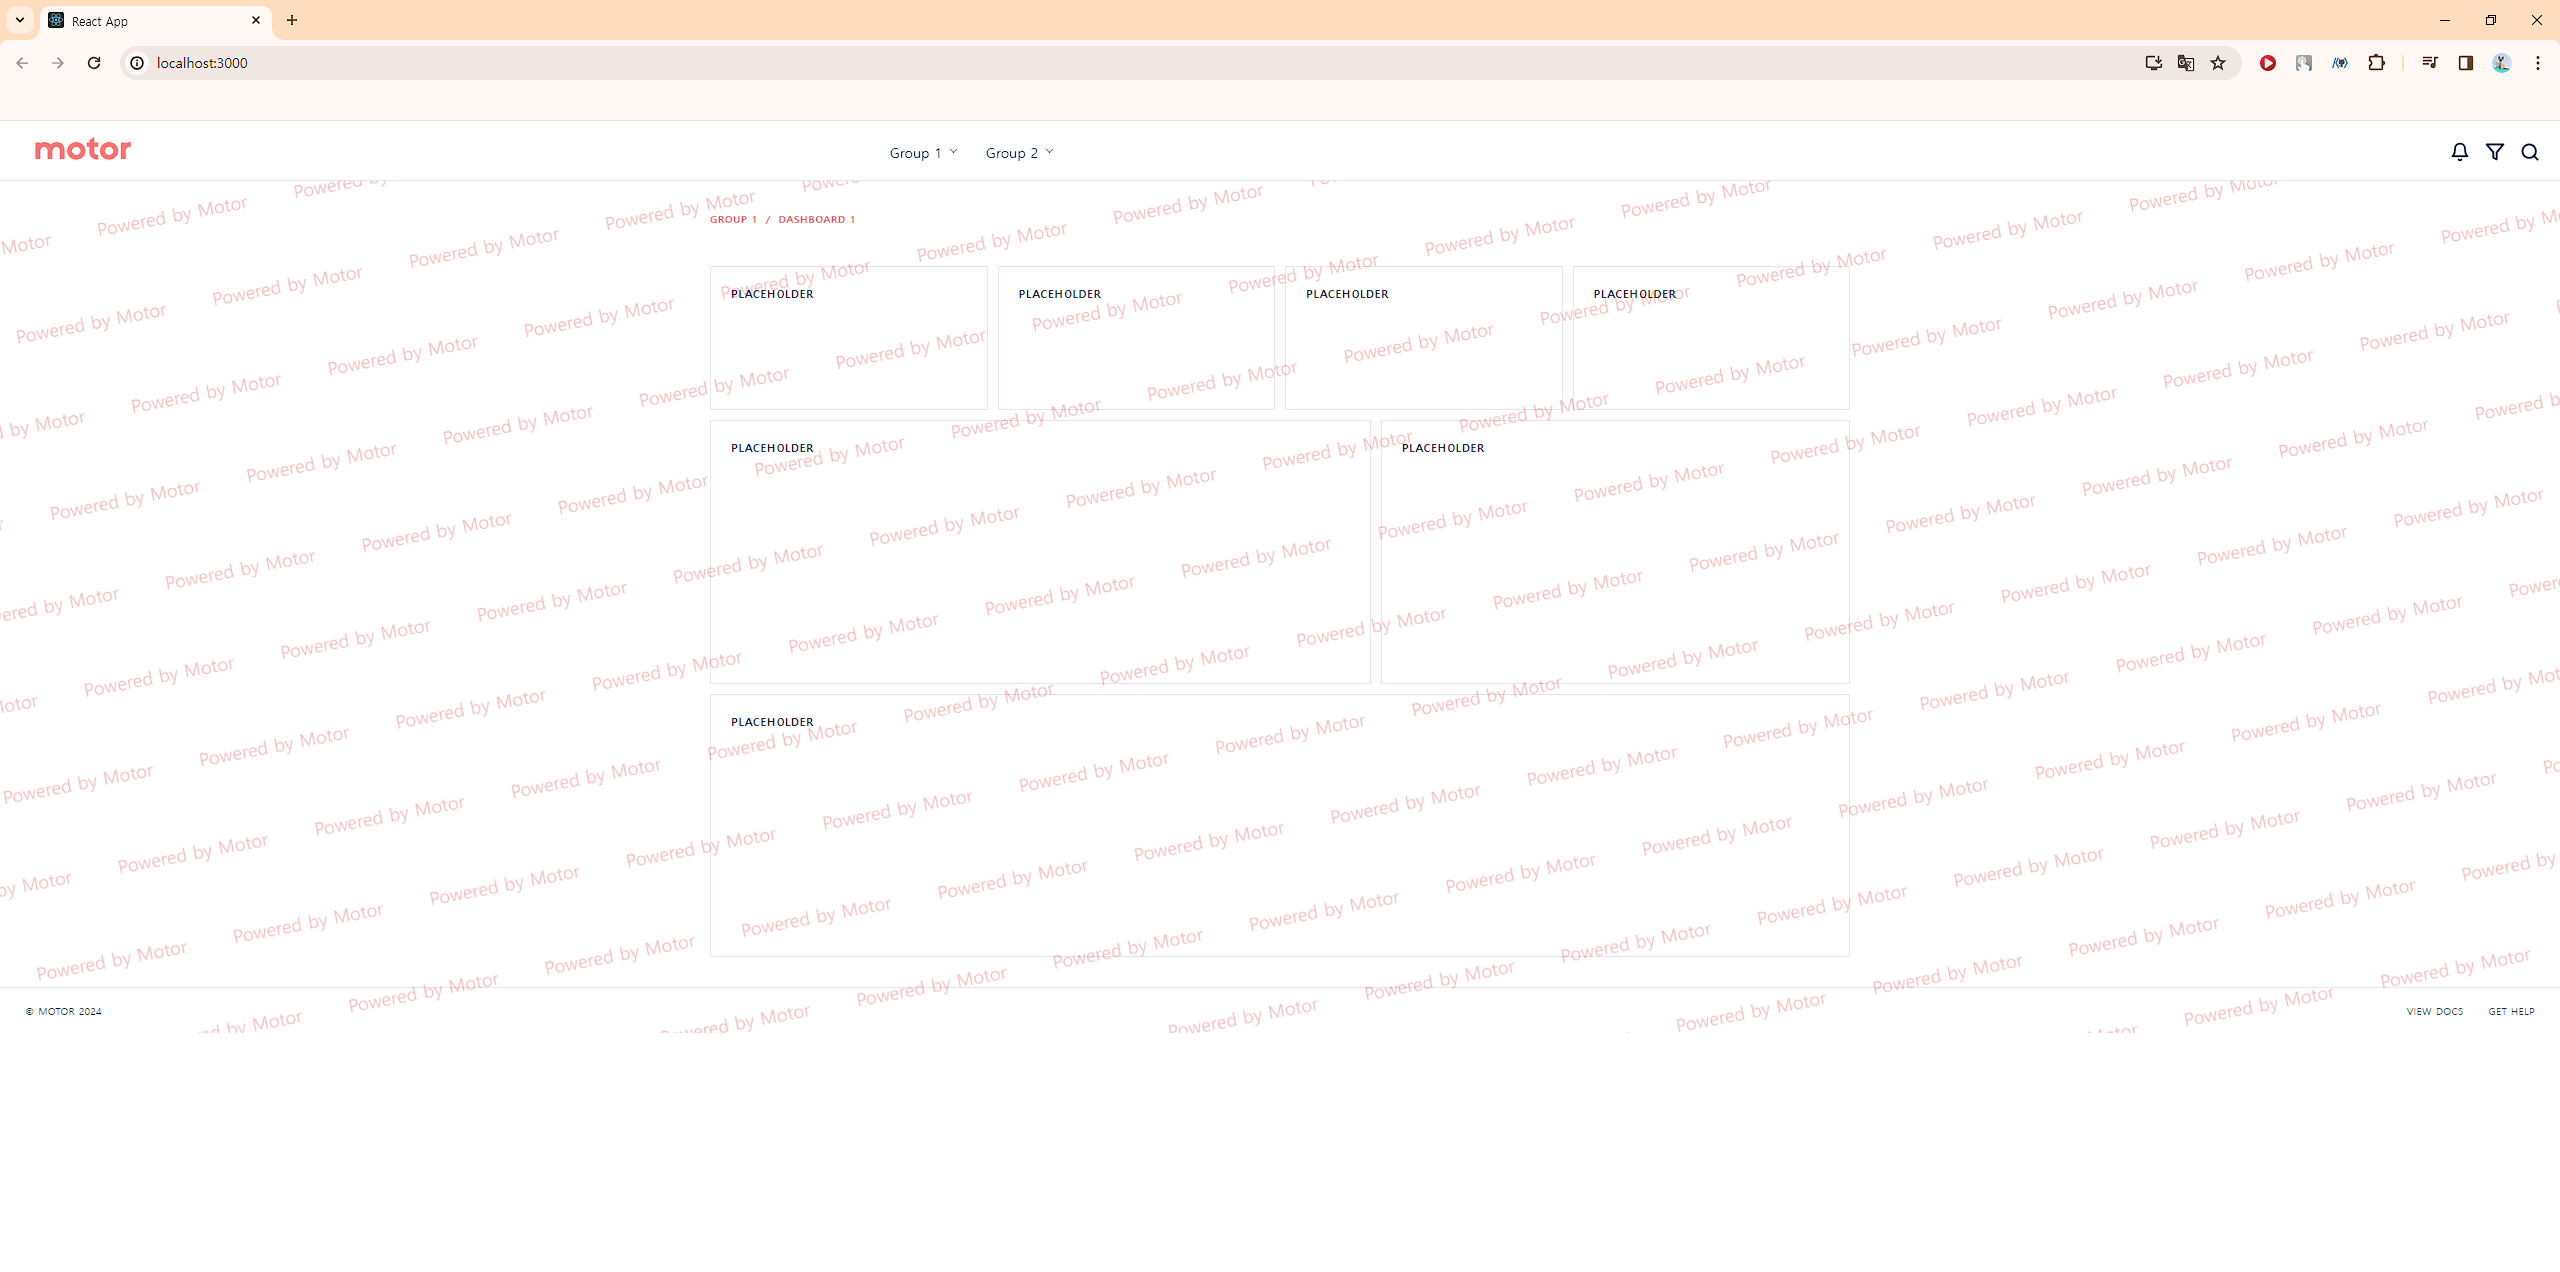 React App
localhost:3000
motor
Group 1
Group 2
GROUP 1 / DASHBOARD 1
PLACEHOLDER
PLACEHOLDER
PLACEHOLDER
PLACEHOLDER
PLACEHOLDER
PLACEHOLDER
PLACEHOLDER
Powered by Motor
© MOTOR 2024
VIEW DOCS
GET HELP